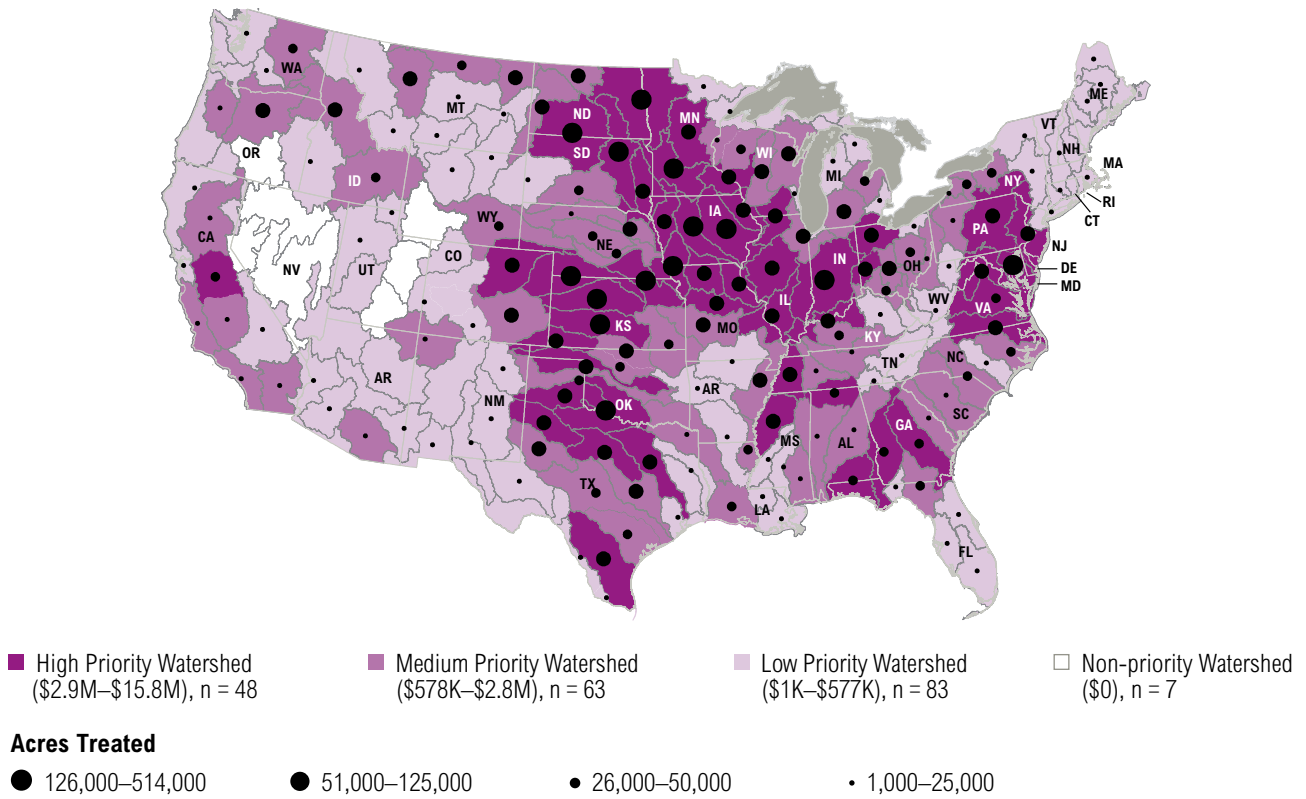 WA
MT
ND
MN
ME
VT
NH
OR
SD
WI
MI
MA
ID
NY
RI
CT
WY
IA
PA
CA
NE
NJ
CO
IN
OH
DE
NV
UT
MD
IL
WV
VA
KS
MO
KY
NC
TN
AR
AR
NM
OK
SC
GA
MS
AL
TX
LA
FL
High Priority Watershed
($2.9M–$15.8M), n = 48
Medium Priority Watershed
($578K–$2.8M), n = 63
Low Priority Watershed
($1K–$577K), n = 83
Non-priority Watershed
($0), n = 7
Acres Treated
126,000–514,000
51,000–125,000
26,000–50,000
1,000–25,000